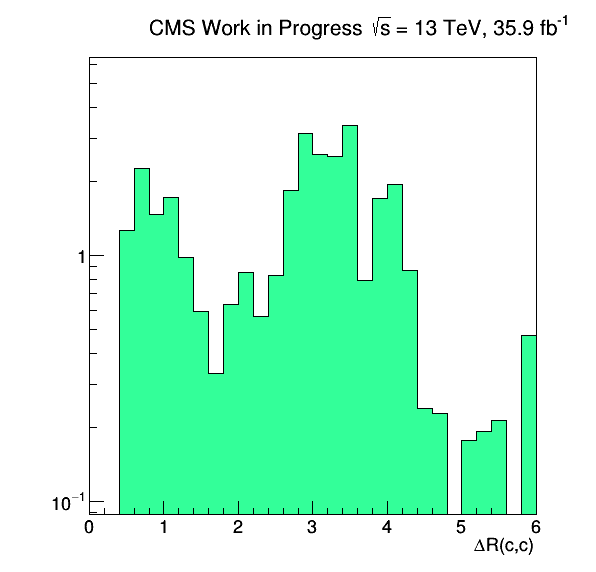 CMS Work in Progress √s = 13 TeV, 35.9 fb⁻¹
1
10⁻¹
0 1 2 3 4 5 6
ΔR(c,c)